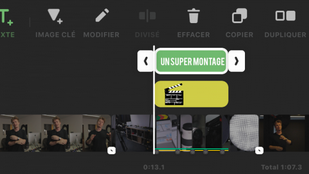 TEXTE
IMAGE CLÉ
MODIFIER
DIVISE
EFFACER
COPIER
DUPLIQUER
UN SUPER MONTAGE
0:13.1
Total 1:07.3